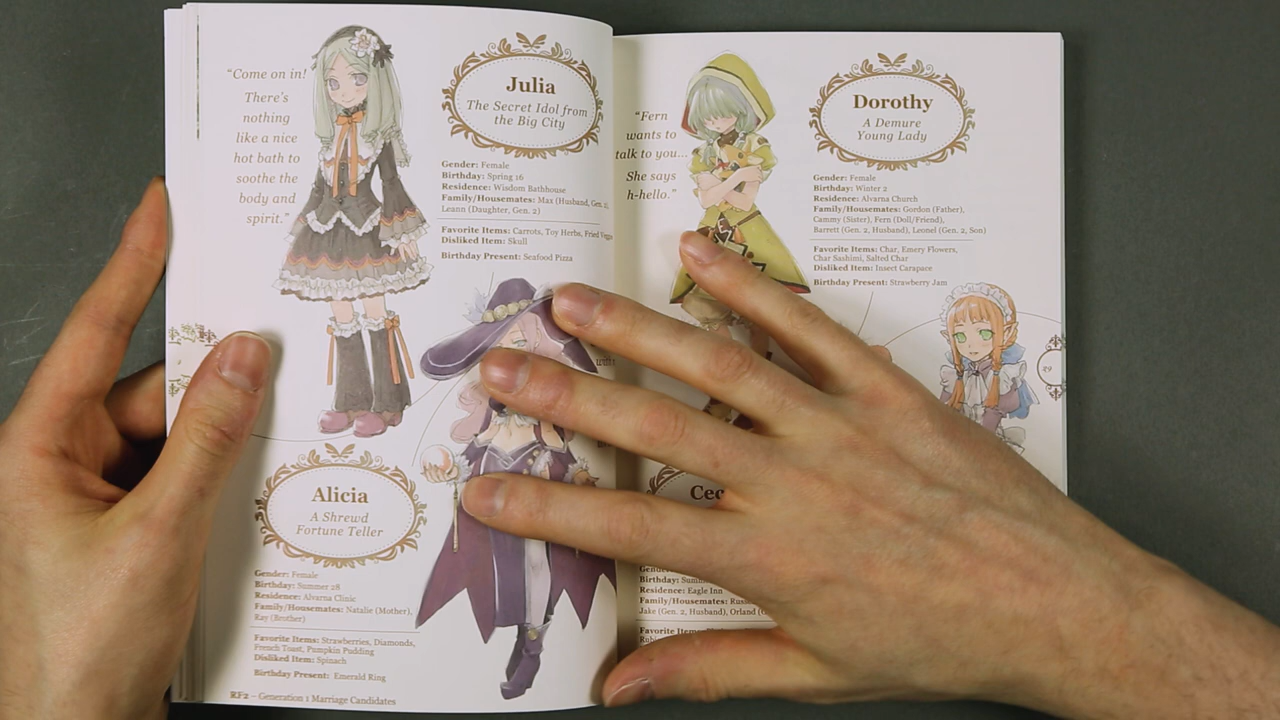 "Come on in!
There's
nothing
like a nice
hot bath to
soothe the
body and
spirit."
Julia
The Secret Idol from
the Big City
Gender: Female
Birthday: Spring 16
Residence: Wisdom Bathhouse
Family/Housemates: Max (Husband, Gen. 2),
Leann (Daughter, Gen. 2)
Favorite Items: Carrots, Toy Herbs, Fried
Disliked Item: Skull
Birthday Present: Seafood Pizza
Alicia
A Shrewd
Fortune Teller
Gender: Female
Birthday: Summer 28
Residence: Alvarna Clinic
Family/Housemates: Natalie (Mother),
Ray (Brother)
Favorite Items: Strawberries, Diamonds,
French Toast, Pumpkin Pudding
Disliked Item: Spinach
Birthday Present: Emerald Ring
RF2 – Generation 1 Marriage Candidates
"Fern
wants to
talk to you...
She says
h-hello."
Dorothy
A Demure
Young Lady
Gender: Female
Birthday: Winter 2
Residence: Alvarna Church
Family/Housemates: Gordon (Father),
Cammy (Sister), Fern (Doll/Friend),
Barrett (Gen. 2, Husband), Leonel (Gen. 2, Son)
Favorite Items: Char, Emery Flowers,
Char Sashimi, Salted Char
Disliked Item: Insect Carapace
Birthday Present: Strawberry Jam
29
Gender: Female
Birthday:
Residence: Eagle Inn
Family/Housemates:
Jake (Gen. 2, Husband), Orland
Favorite